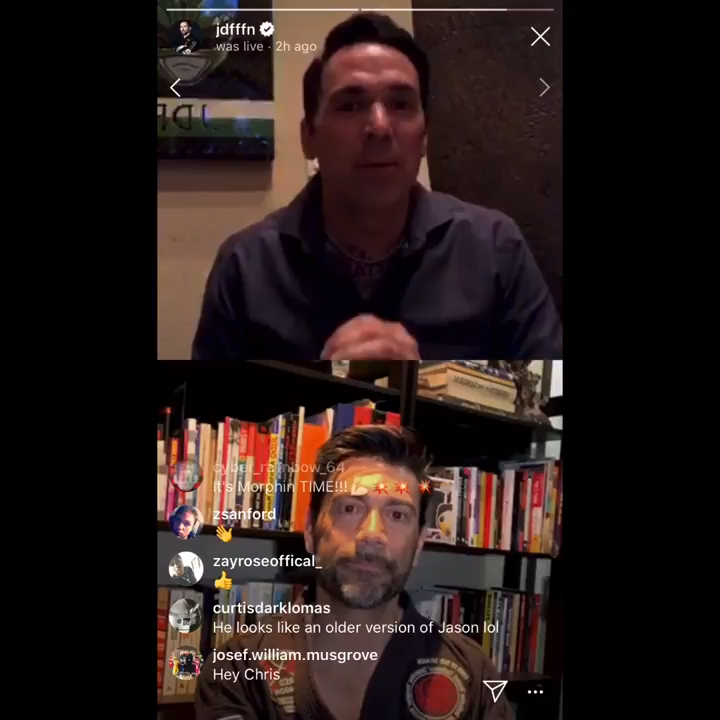 jdfffn
was live · 2h ago
cyber_rainbow_64
It's Morphin TIME!!!
zsanford
👋
zayroseoffical_
👍
curtisdarklomas
He looks like an older version of Jason lol
josef.william.musgrove
Hey Chris